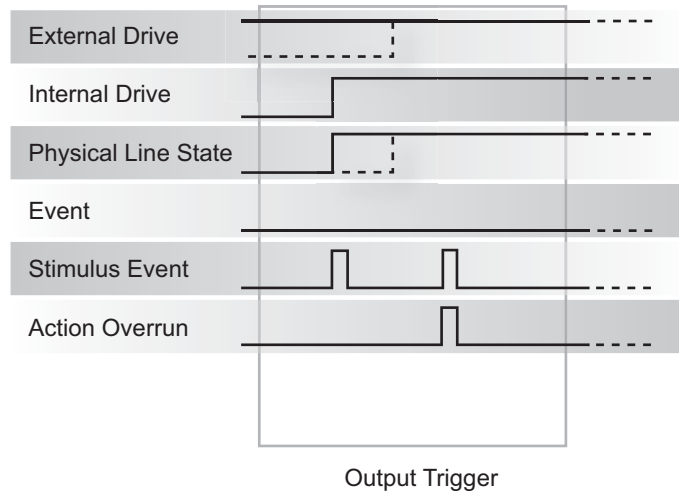 External Drive
Internal Drive
Physical Line State
Event
Stimulus Event
Action Overrun
Output Trigger